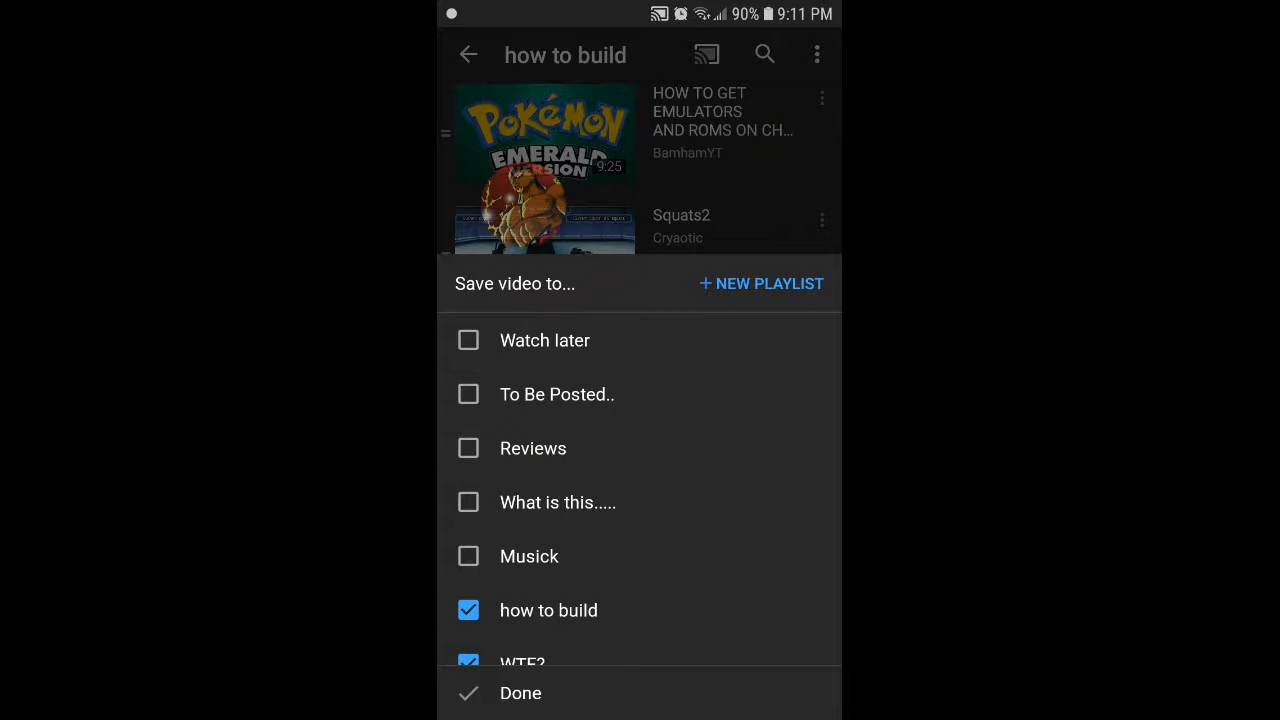 90% 9:11 PM
how to build
HOW TO GET
EMULATORS
AND ROMS ON CH...
BamhamYT
Pokémon
EMERALD
VERSION
9:25
Squats2
Cryaotic
Save video to...
+ NEW PLAYLIST
Watch later
To Be Posted..
Reviews
What is this.....
Musick
how to build
WTF?
Done